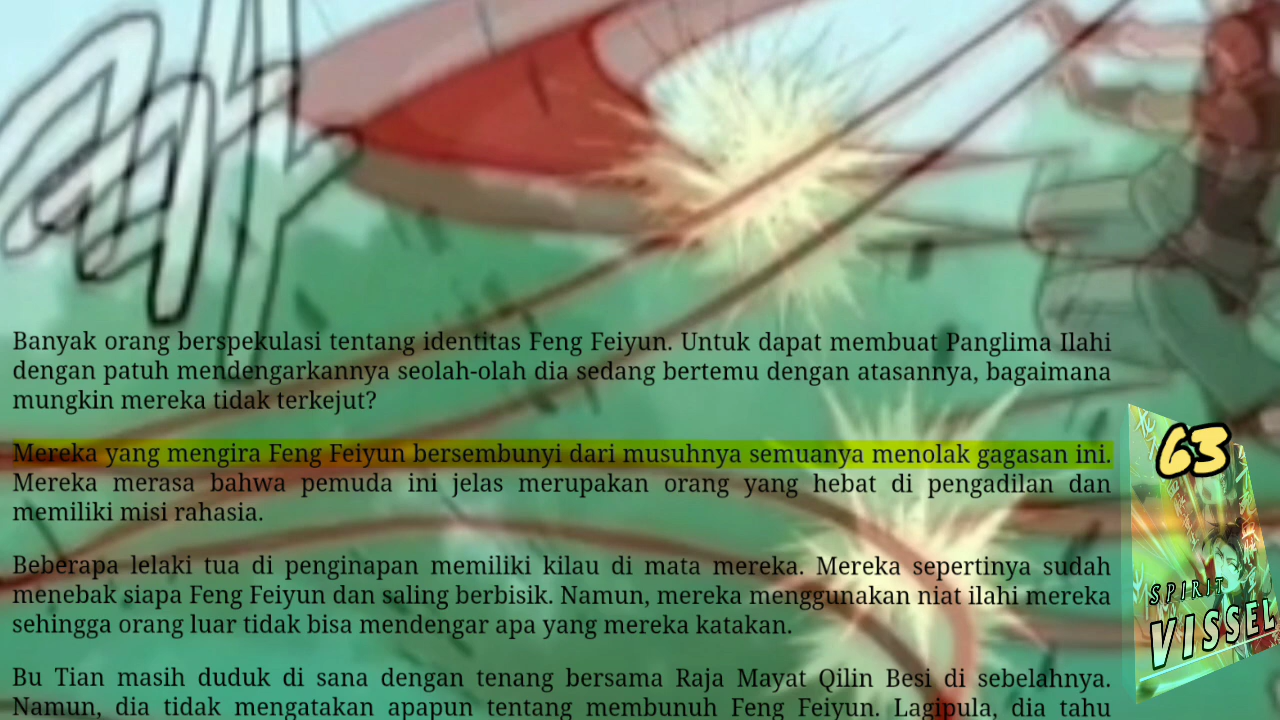 Banyak orang berspekulasi tentang identitas Feng Feiyun. Untuk dapat membuat Panglima Ilahi
dengan patuh mendengarkannya seolah-olah dia sedang bertemu dengan atasannya, bagaimana
mungkin mereka tidak terkejut?
Mereka yang mengira Feng Feiyun bersembunyi dari musuhnya semuanya menolak gagasan ini.
Mereka merasa bahwa pemuda ini jelas merupakan orang yang hebat di pengadilan dan
memiliki misi rahasia.
Beberapa lelaki tua di penginapan memiliki kilau di mata mereka. Mereka sepertinya sudah
menebak siapa Feng Feiyun dan saling berbisik. Namun, mereka menggunakan niat ilahi mereka
sehingga orang luar tidak bisa mendengar apa yang mereka katakan.
Bu Tian masih duduk di sana dengan tenang bersama Raja Mayat Qilin Besi di sebelahnya.
Namun, dia tidak mengatakan apapun tentang membunuh Feng Feiyun. Lagipula, dia tahu
63
SPIRIT
VISSEL